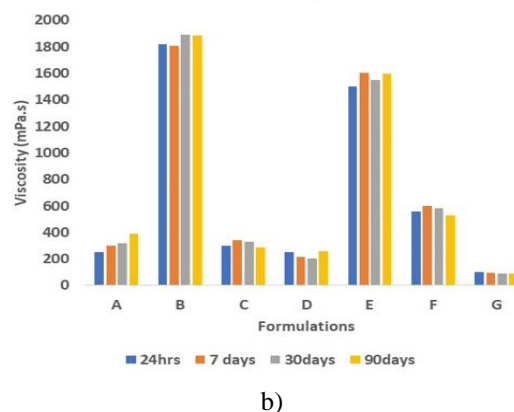 2000
1800
1600
1400
1200
1000
800
600
400
200
0
Viscosity (mPa.s)
A B C D E F G
Formulations
24hrs 7 days 30days 90days
b)